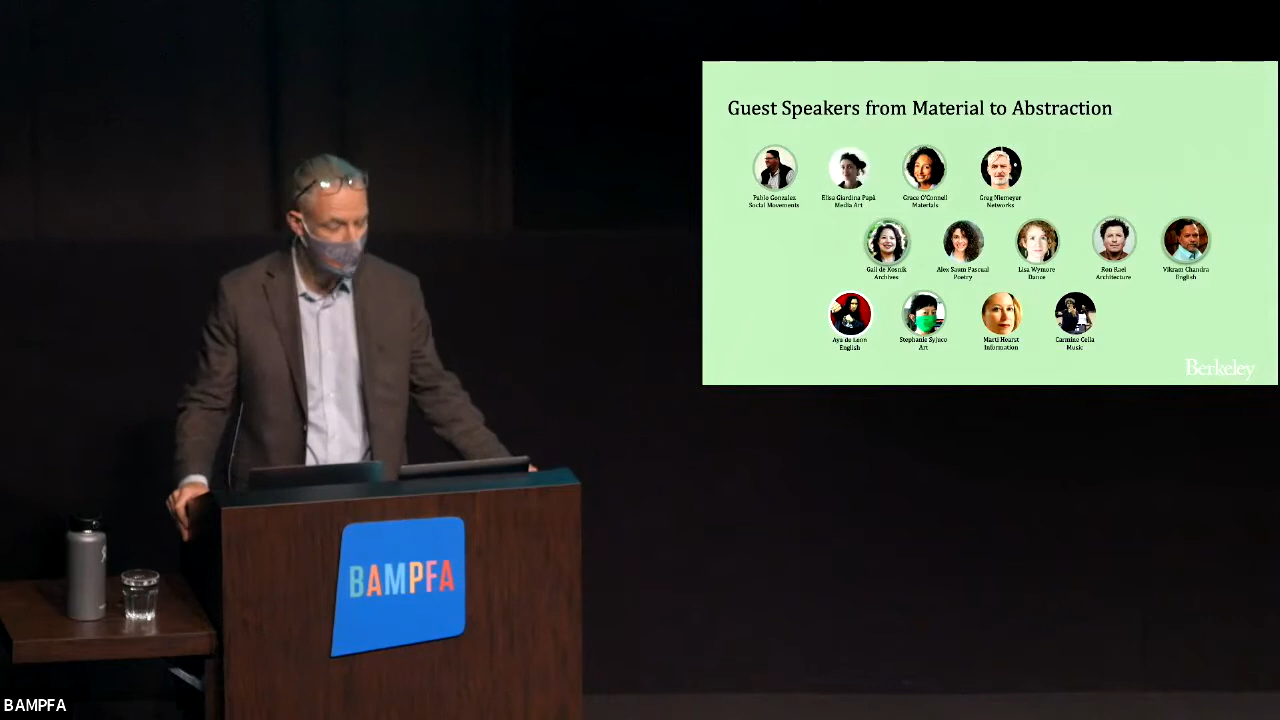 Guest Speakers from Material to Abstraction
Pablo Gonzalez
Social Movements
Elisa Giardina Papà
Media Art
Grace O'Connell
Materials
Greg Niemeyer
Networks
Gail de Kosnik
Archives
Alex Saum Pascual
Poetry
Lisa Wymore
Dance
Ron Rael
Architecture
Vikram Chandra
English
Aya de Leon
English
Stephanie Syjuco
Art
Marti Hearst
Information
Carmine Cella
Music
Berkeley
BAMPFA
BAMPFA